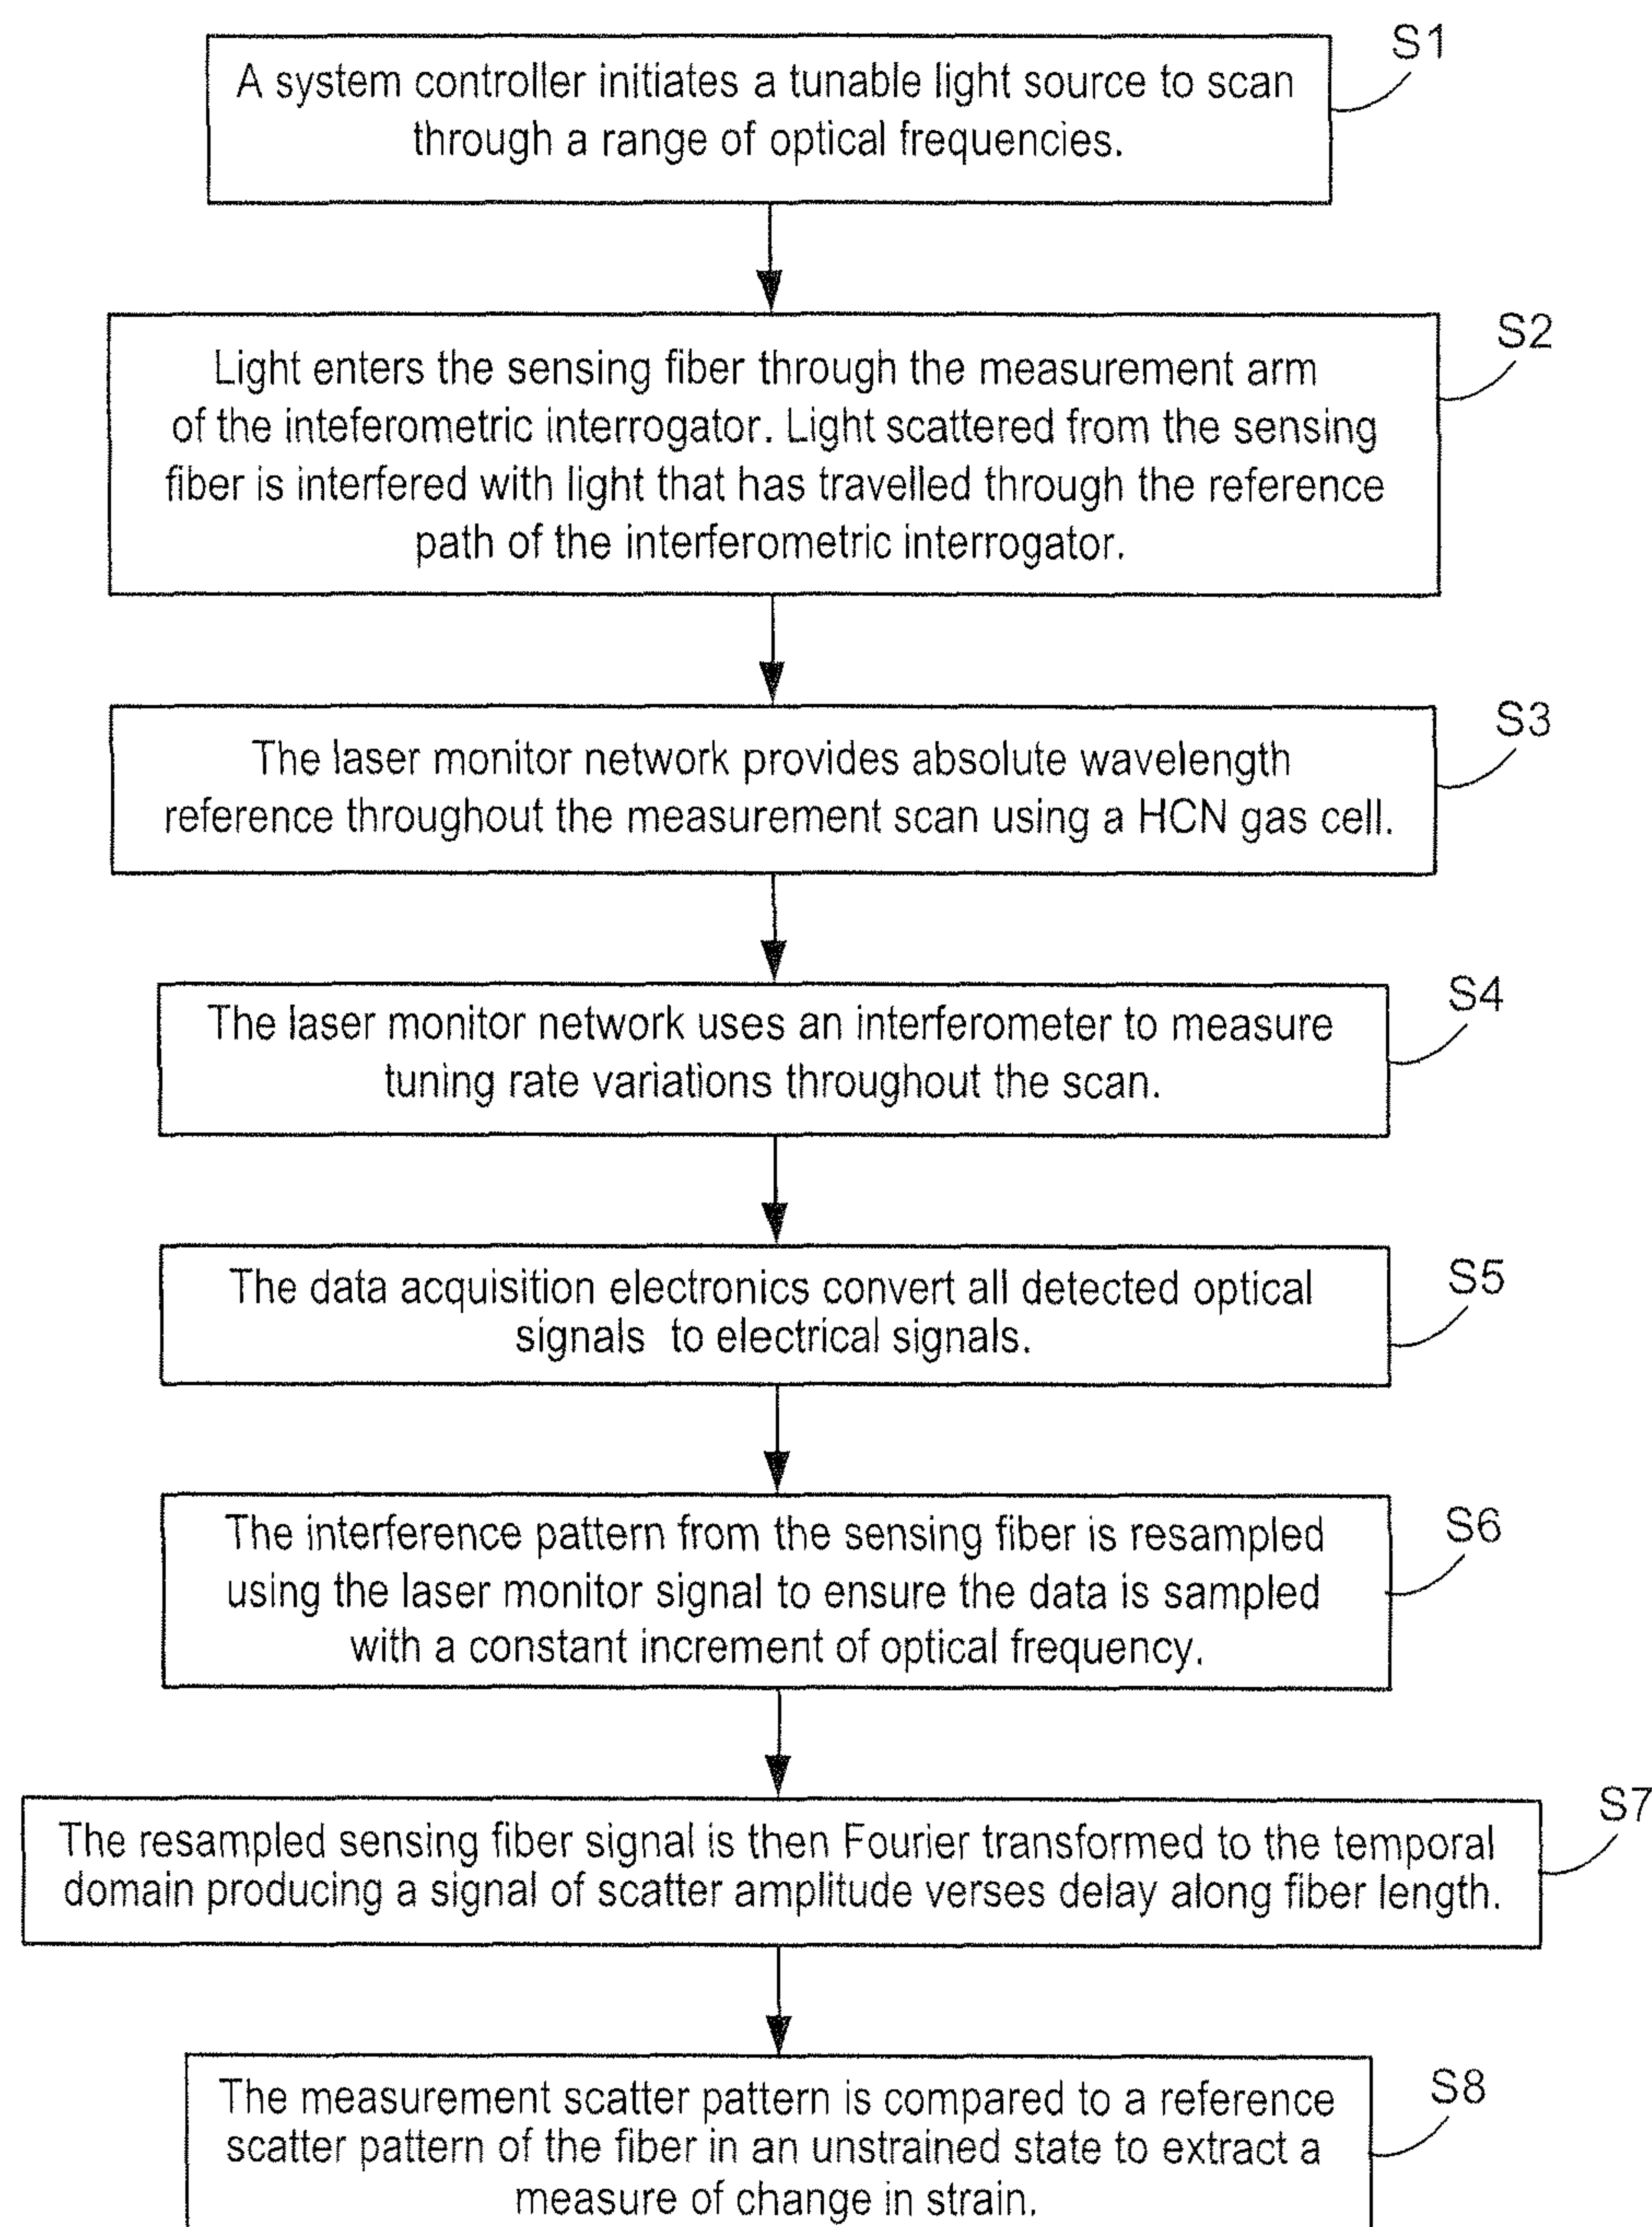 S1
A system controller initiates a tunable light source to scan
through a range of optical frequencies.
S2
Light enters the sensing fiber through the measurement arm
of the inteferometric interrogator. Light scattered from the sensing
fiber is interfered with light that has travelled through the reference
path of the interferometric interrogator.
S3
The laser monitor network provides absolute wavelength
reference throughout the measurement scan using a HCN gas cell.
S4
The laser monitor network uses an interferometer to measure
tuning rate variations throughout the scan.
S5
The data acquisition electronics convert all detected optical
signals to electrical signals.
S6
The interference pattern from the sensing fiber is resampled
using the laser monitor signal to ensure the data is sampled
with a constant increment of optical frequency.
S7
The resampled sensing fiber signal is then Fourier transformed to the temporal
domain producing a signal of scatter amplitude verses delay along fiber length.
S8
The measurement scatter pattern is compared to a reference
scatter pattern of the fiber in an unstrained state to extract a
measure of change in strain.